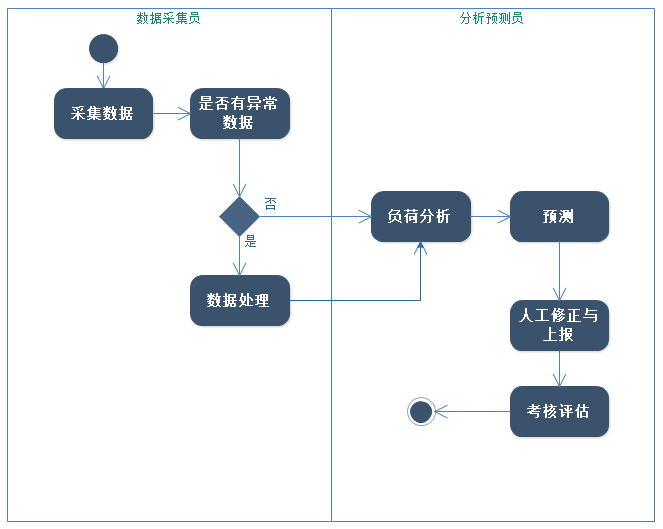 数据采集员
分析预测员
采集数据
是否有异常
数据
否
是
数据处理
负荷分析
预测
人工修正与
上报
考核评估